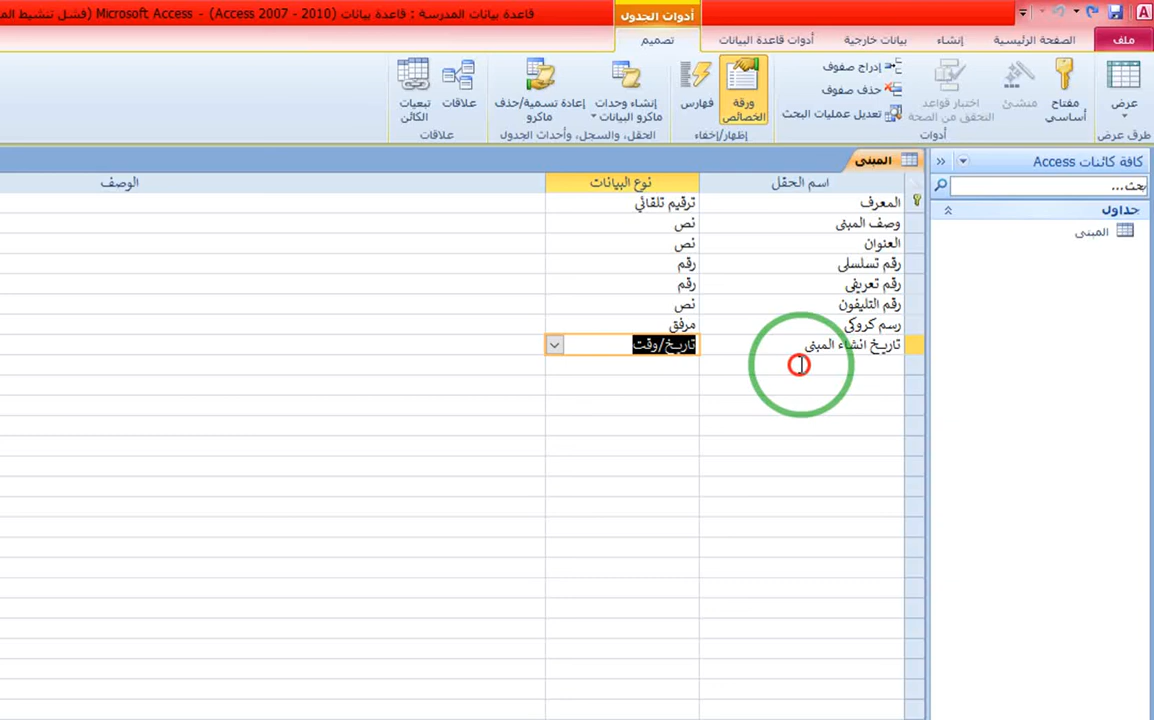 قاعدة بيانات المدرسة : قاعدة بيانات (Access 2007 - 2010) - Microsoft Access (فشل تنشيط الم
أدوات الجدول
ملف
الصفحة الرئيسية
إنشاء
بيانات خارجية
أدوات قاعدة البيانات
تصميم
عرض
طرق عرض
مفتاح أساسي
منشئ
اختبار قواعد التحقق من الصحة
إدراج صفوف
حذف صفوف
تعديل عمليات البحث
أدوات
ورقة الخصائص
فهارس
إظهار/إخفاء
إنشاء وحدات ماكرو البيانات
إعادة تسمية/حذف ماكرو
الحقل، والسجل، وأحداث الجدول
علاقات
تبعيات الكائن
علاقات
كافة كائنات Access
بحث...
جداول
المبنى
المبنى
اسم الحقل نوع البيانات الوصف
المعرف ترقيم تلقائي
وصف المبنى نص
العنوان نص
رقم تسلسلى رقم
رقم تعريفى رقم
رقم التليفون نص
رسم كروكى مرفق
تاريخ انشاء المبنى تاريخ/وقت